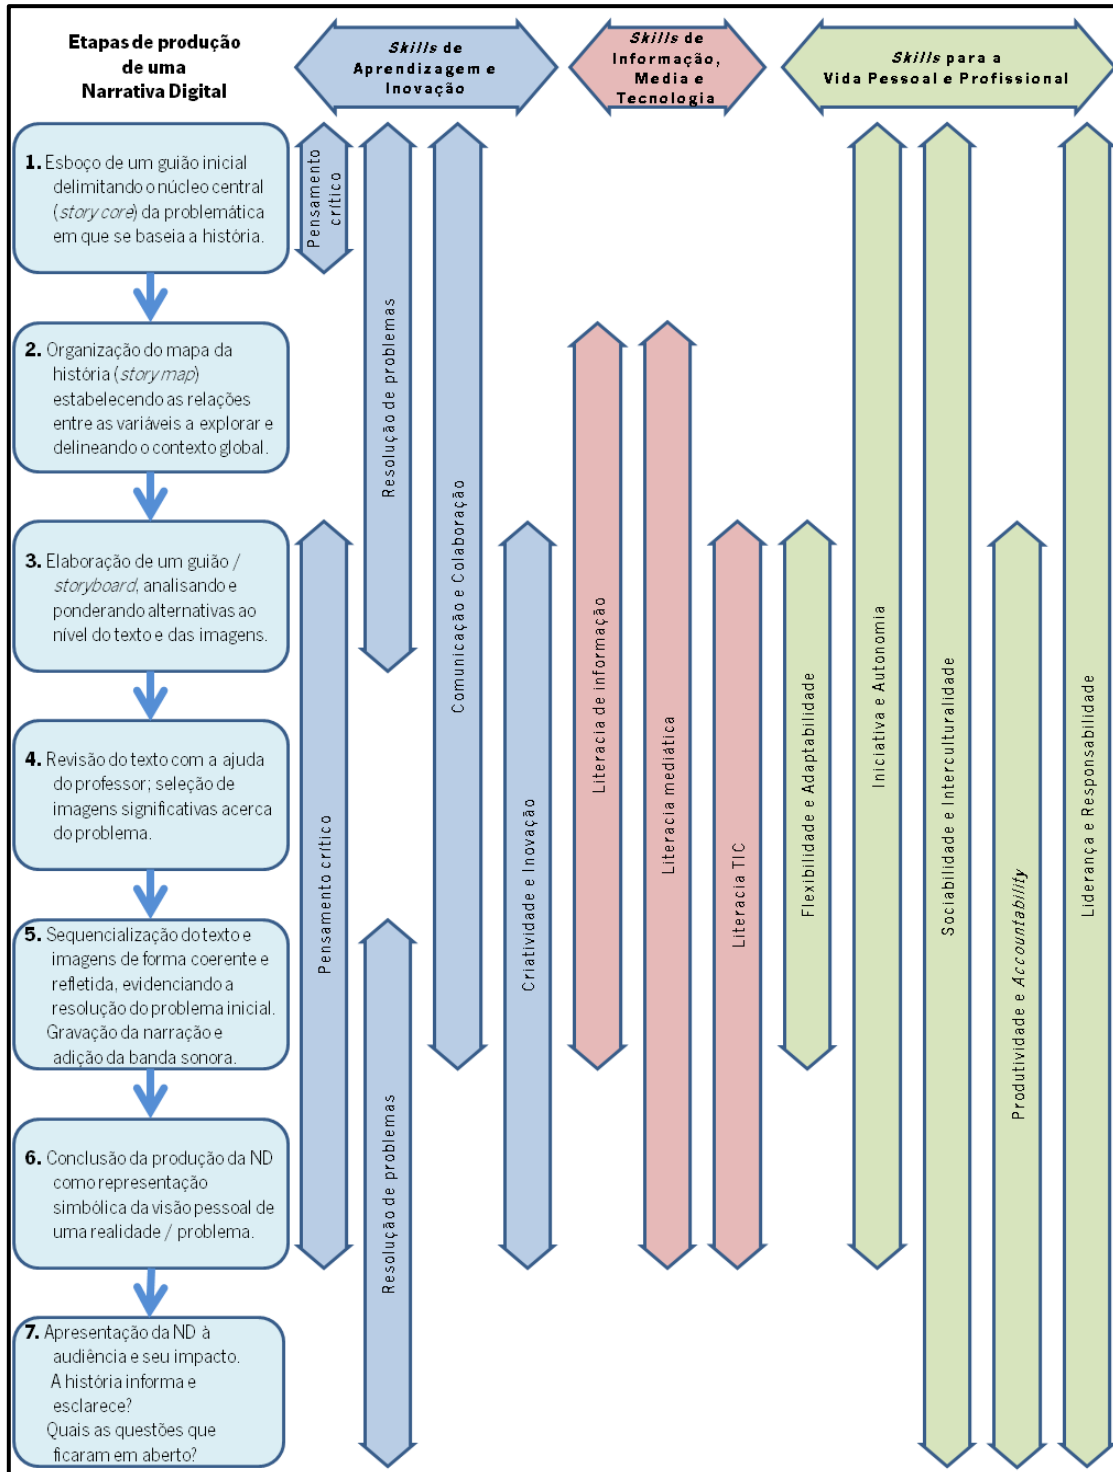 Etapas de produção
de uma
Narrativa Digital
Skills de
Aprendizagem e
Inovação
Skills de
Informação,
Media e
Tecnologia
Skills para a
Vida Pessoal e Profissional
1. Esboço de um guião inicial
delimitando o núcleo central
(story core) da problemática
em que se baseia a história.
2. Organização do mapa da
história (story map)
estabelecendo as relações
entre as variáveis a explorar e
delineando o contexto global.
3. Elaboração de um guião /
storyboard, analisando e
ponderando alternativas ao
nível do texto e das imagens.
4. Revisão do texto com a ajuda
do professor; seleção de
imagens significativas acerca
do problema.
5. Sequencialização do texto e
imagens de forma coerente e
refletida, evidenciando a
resolução do problema inicial.
Gravação da narração e
adição da banda sonora.
6. Conclusão da produção da ND
como representação
simbólica da visão pessoal de
uma realidade / problema.
7. Apresentação da ND à
audiência e seu impacto.
A história informa e
esclarece?
Quais as questões que
ficaram em aberto?
Pensamento
crítico
Pensamento crítico
Resolução de problemas
Resolução de problemas
Comunicação e Colaboração
Criatividade e Inovação
Literacia de informação
Literacia mediática
Literacia TIC
Flexibilidade e Adaptabilidade
Iniciativa e Autonomia
Sociabilidade e Interculturalidade
Produtividade e Accountability
Liderança e Responsabilidade